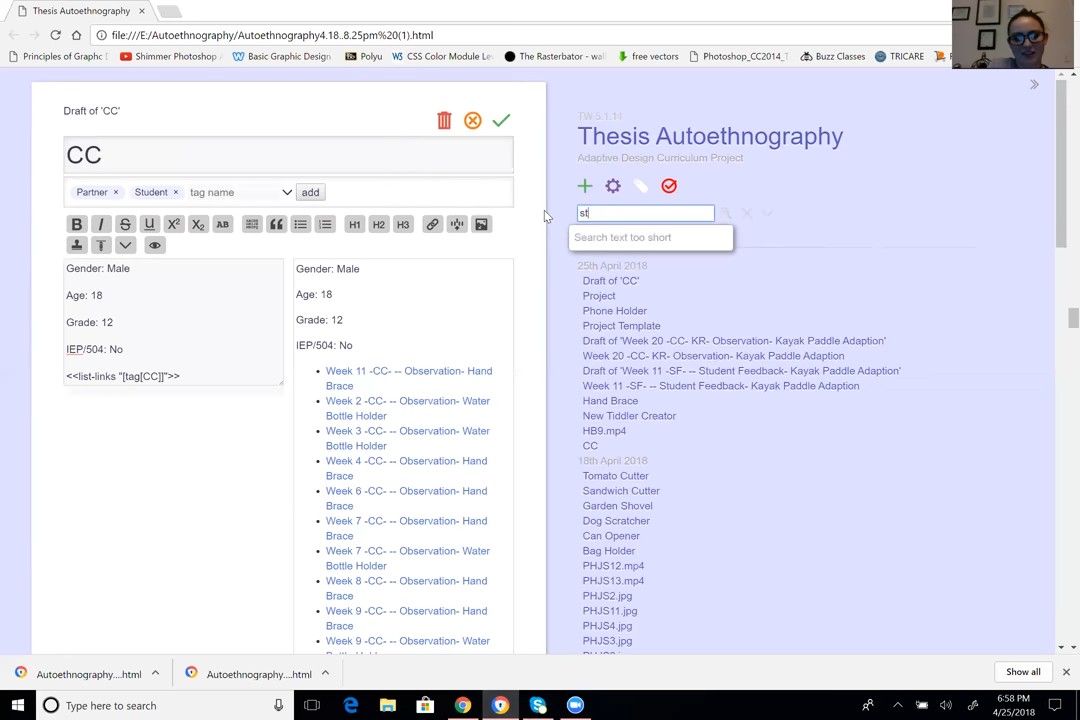 Thesis Autoethnography
file:///E:/Autoethnography/Autoethnography4.18..8.25pm%20(1).html
Principles of Graphc D
Shimmer Photoshop
Basic Graphic Design
Polyu
CSS Color Module Le
The Rasterbator - wall
free vectors
Photoshop_CC2014_T
Buzz Classes
TRICARE
Draft of 'CC'
CC
Partner ×
Student ×
tag name
add
B I S U X² X₂ AB
H1 H2 H3
Gender: Male
Age: 18
Grade: 12
IEP/504: No
<<list-links "[tag[CC]]">>
Gender: Male
Age: 18
Grade: 12
IEP/504: No
Week 11 -CC- -- Observation- Hand
Brace
Week 2 -CC- -- Observation- Water
Bottle Holder
Week 3 -CC- -- Observation- Water
Bottle Holder
Week 4 -CC- -- Observation- Hand
Brace
Week 6 -CC- -- Observation- Hand
Brace
Week 7 -CC- -- Observation- Hand
Brace
Week 7 -CC- -- Observation- Water
Bottle Holder
Week 8 -CC- -- Observation- Hand
Brace
Week 9 -CC- -- Observation- Hand
Brace
Week 9 -CC- -- Observation- Water
TW 5.1.14
Thesis Autoethnography
Adaptive Design Curriculum Project
st
Search text too short
25th April 2018
Draft of 'CC'
Project
Phone Holder
Project Template
Draft of 'Week 20 -CC- KR- Observation- Kayak Paddle Adaption'
Week 20 -CC- KR- Observation- Kayak Paddle Adaption
Draft of 'Week 11 -SF- -- Student Feedback- Kayak Paddle Adaption'
Week 11 -SF- -- Student Feedback- Kayak Paddle Adaption
Hand Brace
New Tiddler Creator
HB9.mp4
CC
18th April 2018
Tomato Cutter
Sandwich Cutter
Garden Shovel
Dog Scratcher
Can Opener
Bag Holder
PHJS12.mp4
PHJS13.mp4
PHJS2.jpg
PHJS11.jpg
PHJS4.jpg
PHJS3.jpg
Autoethnography....html
Autoethnography....html
Show all
Type here to search
6:58 PM
4/25/2018